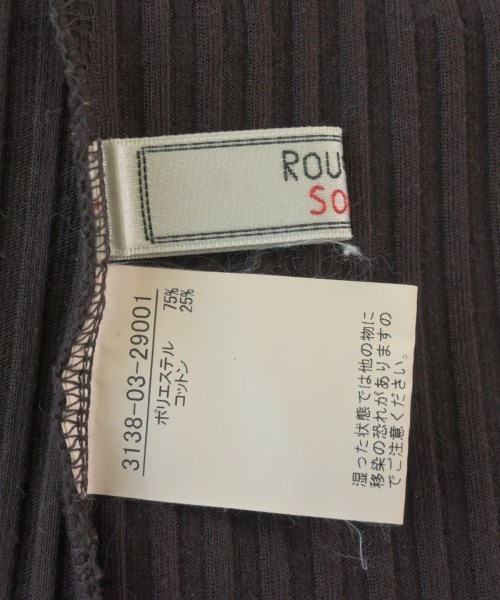 ROU
SO
3138-03-29001
ポリエステル 75%
コットン 25%
湿った状態では他の物に
移染の恐れがありますの
でご注意ください。